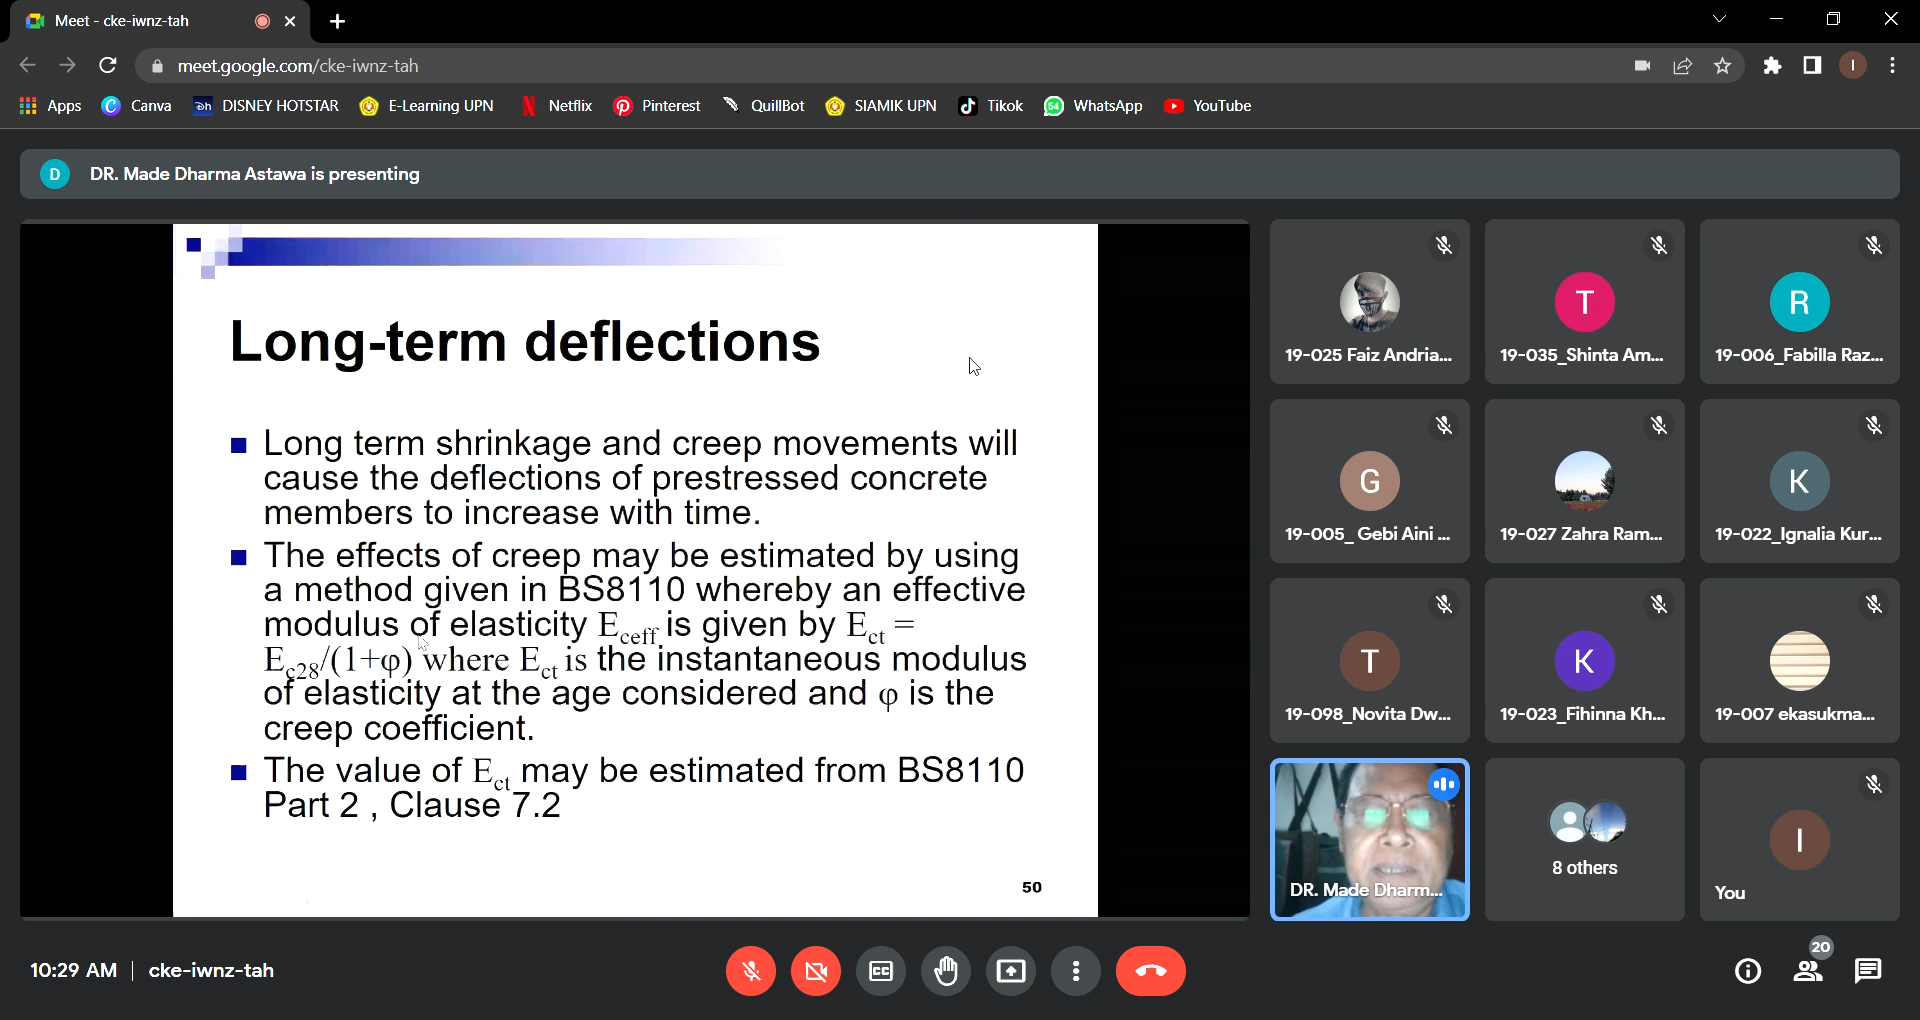 Meet - cke-iwnz-tah
meet.google.com/cke-iwnz-tah
I
Apps Canva DISNEY HOTSTAR E-Learning UPN Netflix Pinterest QuillBot SIAMIK UPN Tikok WhatsApp YouTube
D DR. Made Dharma Astawa is presenting
Long-term deflections
Long term shrinkage and creep movements will
cause the deflections of prestressed concrete
members to increase with time.
The effects of creep may be estimated by using
a method given in BS8110 whereby an effective
modulus of elasticity Eceff is given by Ect =
Ec28/(1+φ) where Ect is the instantaneous modulus
of elasticity at the age considered and φ is the
creep coefficient.
The value of Ect may be estimated from BS8110
Part 2 , Clause 7.2
50
19-025 Faiz Andria...
T
19-035_Shinta Am...
R
19-006_Fabilla Raz...
G
19-005_ Gebi Aini ...
19-027 Zahra Ram...
K
19-022_Ignalia Kur...
T
19-098_Novita Dw...
K
19-023_Fihinna Kh...
19-007 ekasukma...
DR. Made Dharm...
8 others
I
You
10:29 AM | cke-iwnz-tah
CC
20